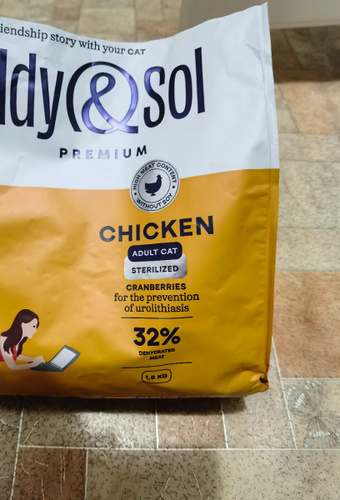 iendship story with your CAT
ldy & sol
PREMIUM
HIGH MEAT CONTENT
WITHOUT SOY
CHICKEN
ADULT CAT
STERILIZED
CRANBERRIES
for the prevention
of urolithiasis
32%
DEHYDRATED
MEAT
1,8 KG